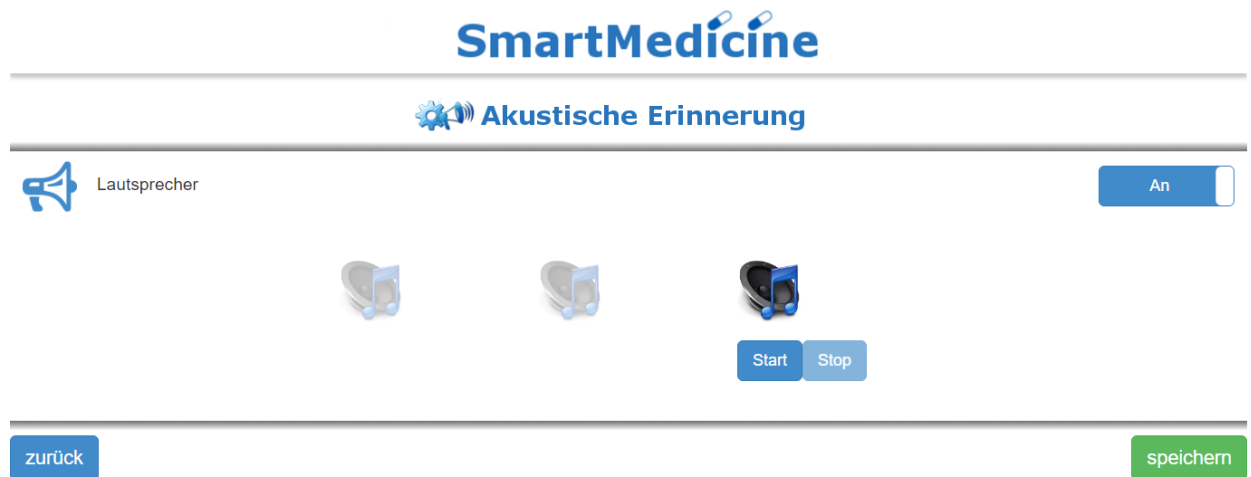 SmartMedicine
Akustische Erinnerung
Lautsprecher
An
Start Stop
zurück
speichern